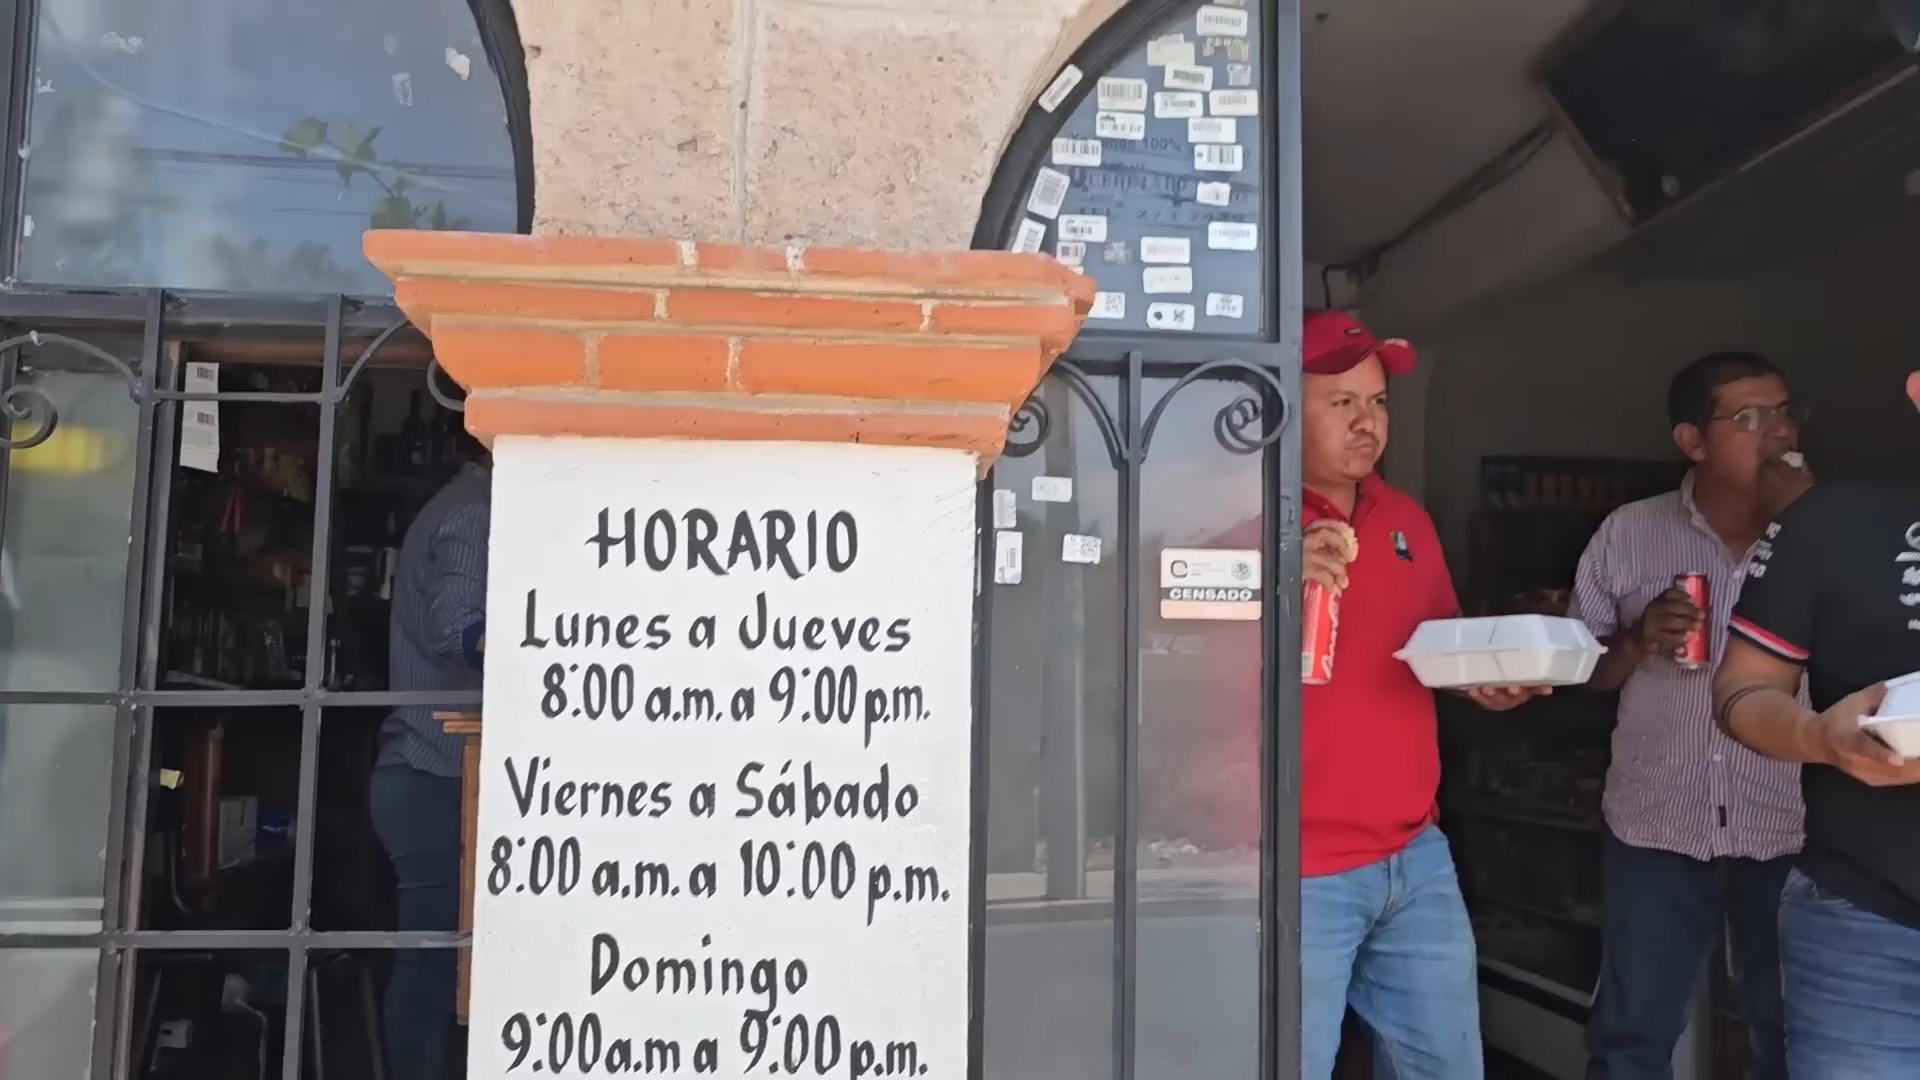 HORARIO
Lunes a Jueves
8:00 a.m. a 9:00 p.m.
Viernes a Sábado
8:00 a.m. a 10:00 p.m.
Domingo
9:00 a.m a 9:00 p.m.
100%
CENSADO